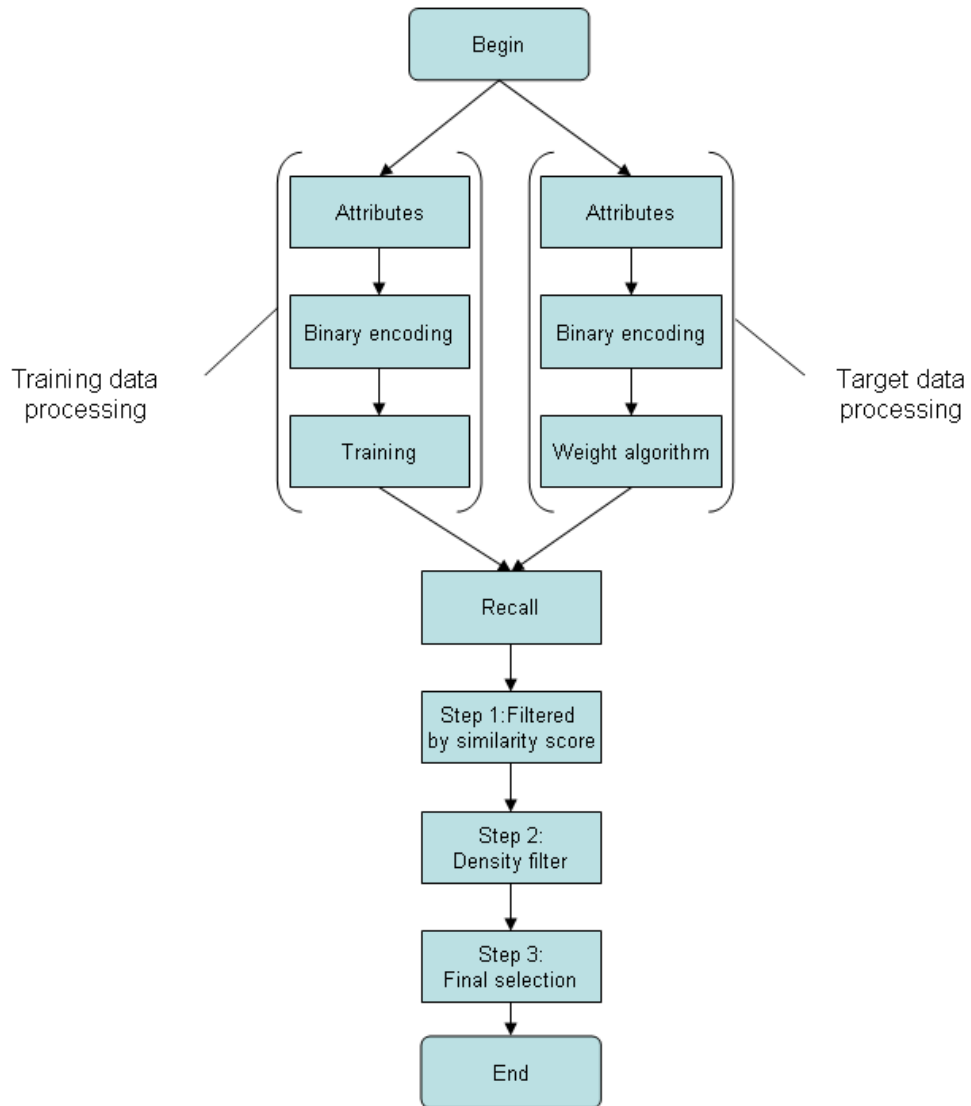 Begin
Attributes
Attributes
Binary encoding
Binary encoding
Training data
processing
Target data
processing
Training
Weight algorithm
Recall
Step 1:Filtered
by similarity score
Step 2:
Density filter
Step 3:
Final selection
End